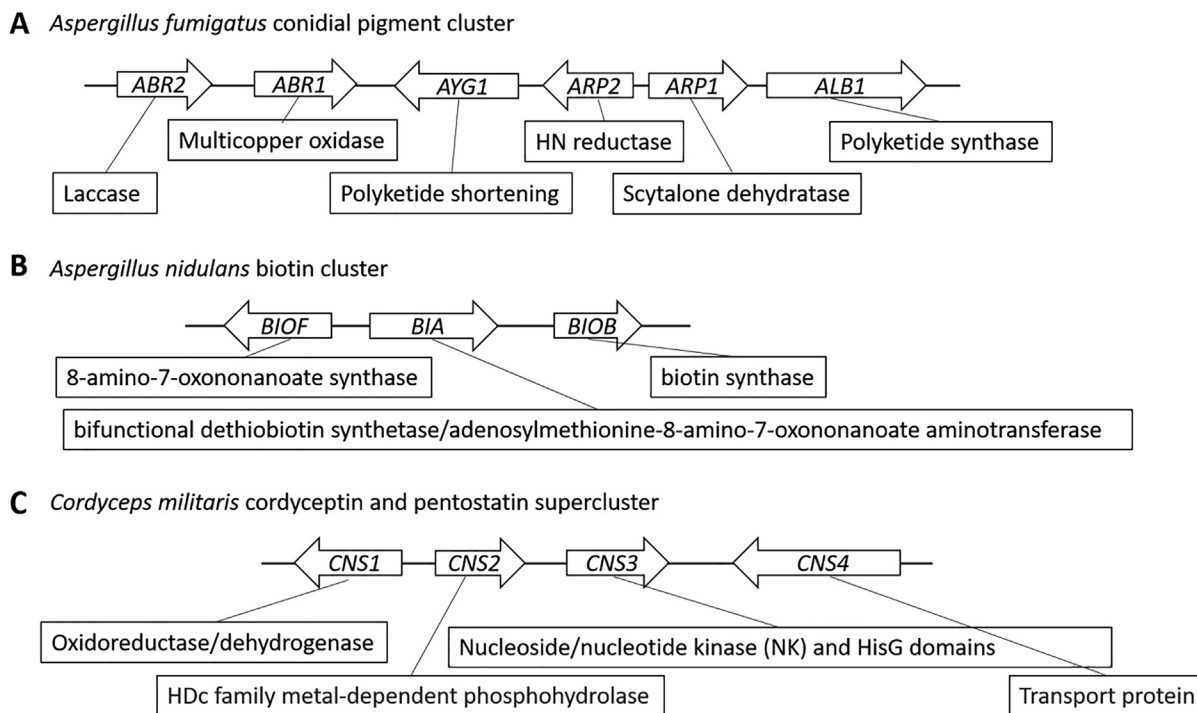 A Aspergillus fumigatus conidial pigment cluster
ABR2 ABR1 AYG1 ARP2 ARP1 ALB1
Multicopper oxidase HN reductase Polyketide synthase
Laccase Polyketide shortening Scytalone dehydratase
B Aspergillus nidulans biotin cluster
BIOF BIA BIOB
8-amino-7-oxononanoate synthase biotin synthase
bifunctional dethiobiotin synthetase/adenosylmethionine-8-amino-7-oxononanoate aminotransferase
C Cordyceps militaris cordyceptin and pentostatin supercluster
CNS1 CNS2 CNS3 CNS4
Oxidoreductase/dehydrogenase Nucleoside/nucleotide kinase (NK) and HisG domains
HDc family metal-dependent phosphohydrolase Transport protein